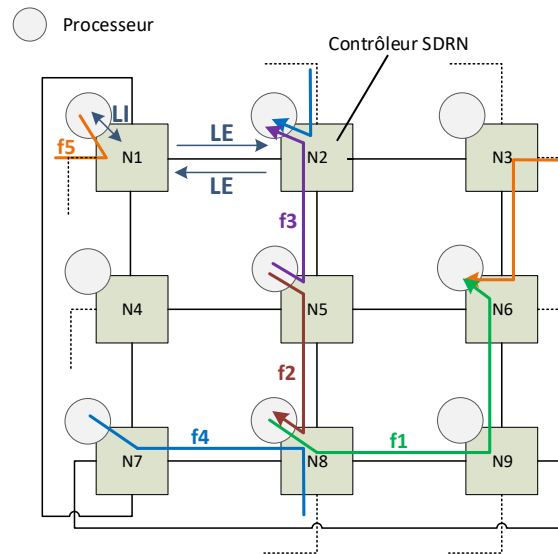 Processeur
Contrôleur SDRN
LI
LE
f5
N1
N2
N3
LE
f3
N4
N5
N6
f2
f4
f1
N7
N8
N9